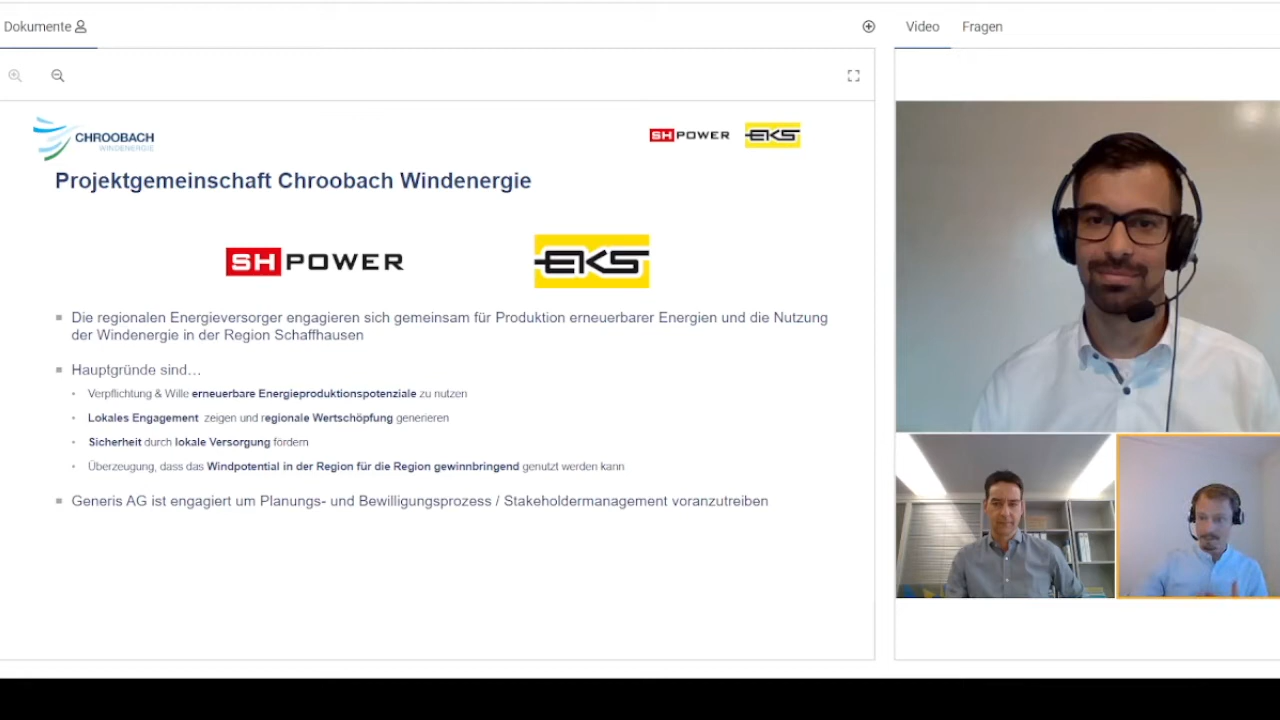 Dokumente
Video Fragen
CHROOBACH
WINDENERGIE
SH POWER
EKS
Projektgemeinschaft Chroobach Windenergie
SH POWER
EKS
Die regionalen Energieversorger engagieren sich gemeinsam für Produktion erneuerbarer Energien und die Nutzung
der Windenergie in der Region Schaffhausen
Hauptgründe sind…
Verpflichtung & Wille erneuerbare Energieproduktionspotenziale zu nutzen
Lokales Engagement zeigen und regionale Wertschöpfung generieren
Sicherheit durch lokale Versorgung fördern
Überzeugung, dass das Windpotential in der Region für die Region gewinnbringend genutzt werden kann
Generis AG ist engagiert um Planungs- und Bewilligungsprozess / Stakeholdermanagement voranzutreiben